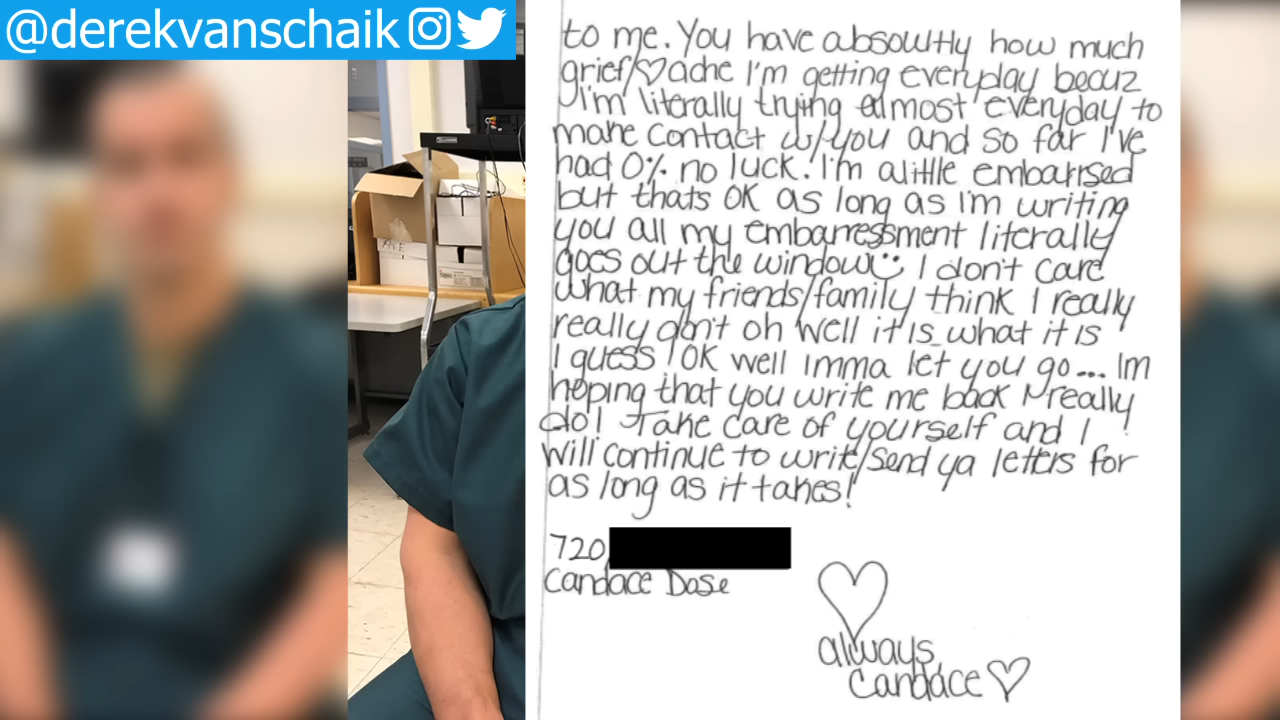 @derekvanschaik
to me. You have absoultly how much
grief/♡ache I'm getting everyday becuz
I'm literally trying almost everyday to
make contact w/you and so far I've
had 0% no luck. I'm alittle embarrsed
but thats OK as long as I'm writing
you all my embarressment literally
goes out the window I don't care
what my friends/family think I really
really don't oh well it is what it is
I guess! OK well Imma let you go... Im
hoping that you write me back I really
do! Take care of yourself and I
will continue to write/send ya letters for
as long as it takes!
720
Candace Dose
always,
Candace ♡